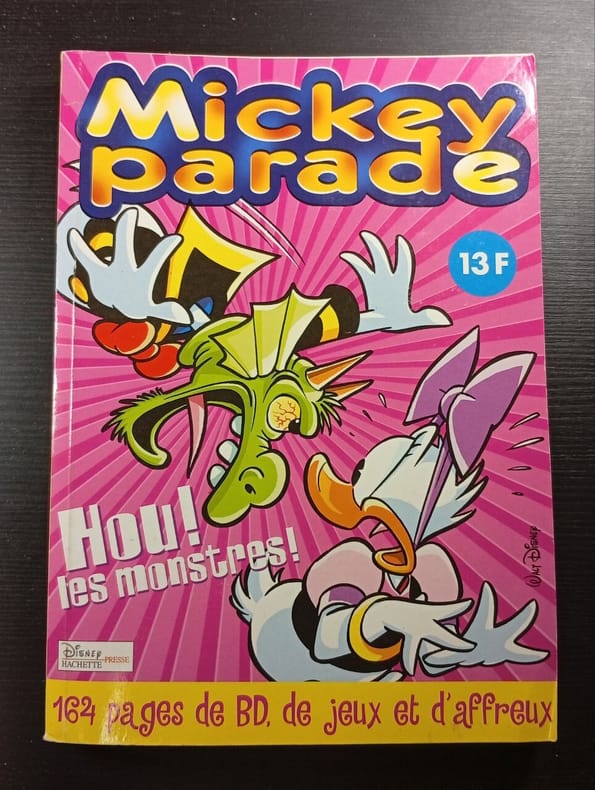 Mickey
parade
13 F
Hou!
les monstres!
WALT DISNEY
DISNEY
HACHETTE PRESSE
164 pages de BD, de jeux et d'affreux